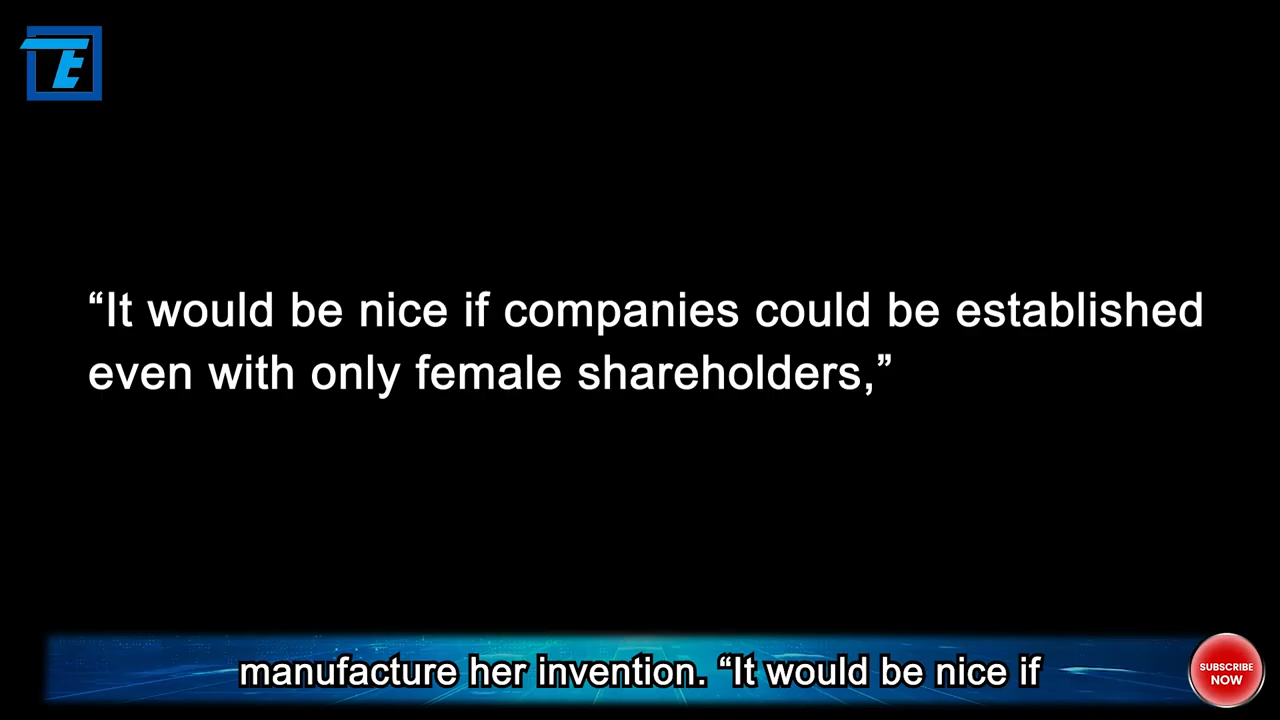 TE
“It would be nice if companies could be established
even with only female shareholders,”
manufacture her invention. “It would be nice if
SUBSCRIBE
NOW